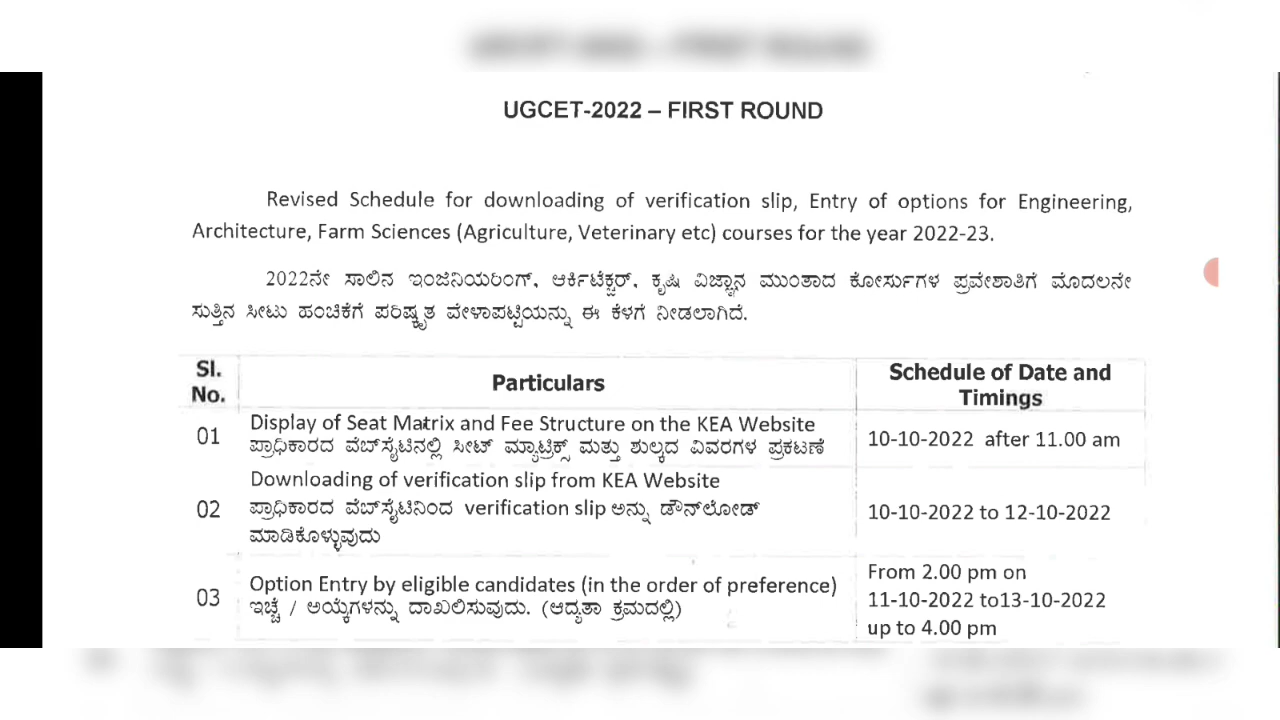 UGCET-2022 – FIRST ROUND
Revised Schedule for downloading of verification slip, Entry of options for Engineering,
Architecture, Farm Sciences (Agriculture, Veterinary etc) courses for the year 2022-23.
2022ನೇ ಸಾಲಿನ ಇಂಜಿನಿಯರಿಂಗ್, ಆರ್ಕಿಟೆಕ್ಚರ್, ಕೃಷಿ ವಿಜ್ಞಾನ ಮುಂತಾದ ಕೋರ್ಸುಗಳ ಪ್ರವೇಶಾತಿಗೆ ಮೊದಲನೇ
ಸುತ್ತಿನ ಸೀಟು ಹಂಚಿಕೆಗೆ ಪರಿಷ್ಕೃತ ವೇಳಾಪಟ್ಟಿಯನ್ನು ಈ ಕೆಳಗೆ ನೀಡಲಾಗಿದೆ.
Sl.
No.
Particulars
Schedule of Date and
Timings
01
Display of Seat Matrix and Fee Structure on the KEA Website
ಪ್ರಾಧಿಕಾರದ ವೆಬ್‌ಸೈಟಿನಲ್ಲಿ ಸೀಟ್ ಮ್ಯಾಟ್ರಿಕ್ಸ್ ಮತ್ತು ಶುಲ್ಕದ ವಿವರಗಳ ಪ್ರಕಟಣೆ
10-10-2022 after 11.00 am
02
Downloading of verification slip from KEA Website
ಪ್ರಾಧಿಕಾರದ ವೆಬ್‌ಸೈಟಿನಿಂದ verification slip ಅನ್ನು ಡೌನ್‌ಲೋಡ್
ಮಾಡಿಕೊಳ್ಳುವುದು
10-10-2022 to 12-10-2022
03
Option Entry by eligible candidates (in the order of preference)
ಇಚ್ಛೆ / ಆಯ್ಕೆಗಳನ್ನು ದಾಖಲಿಸುವುದು. (ಆದ್ಯತಾ ಕ್ರಮದಲ್ಲಿ)
From 2.00 pm on
11-10-2022 to13-10-2022
up to 4.00 pm